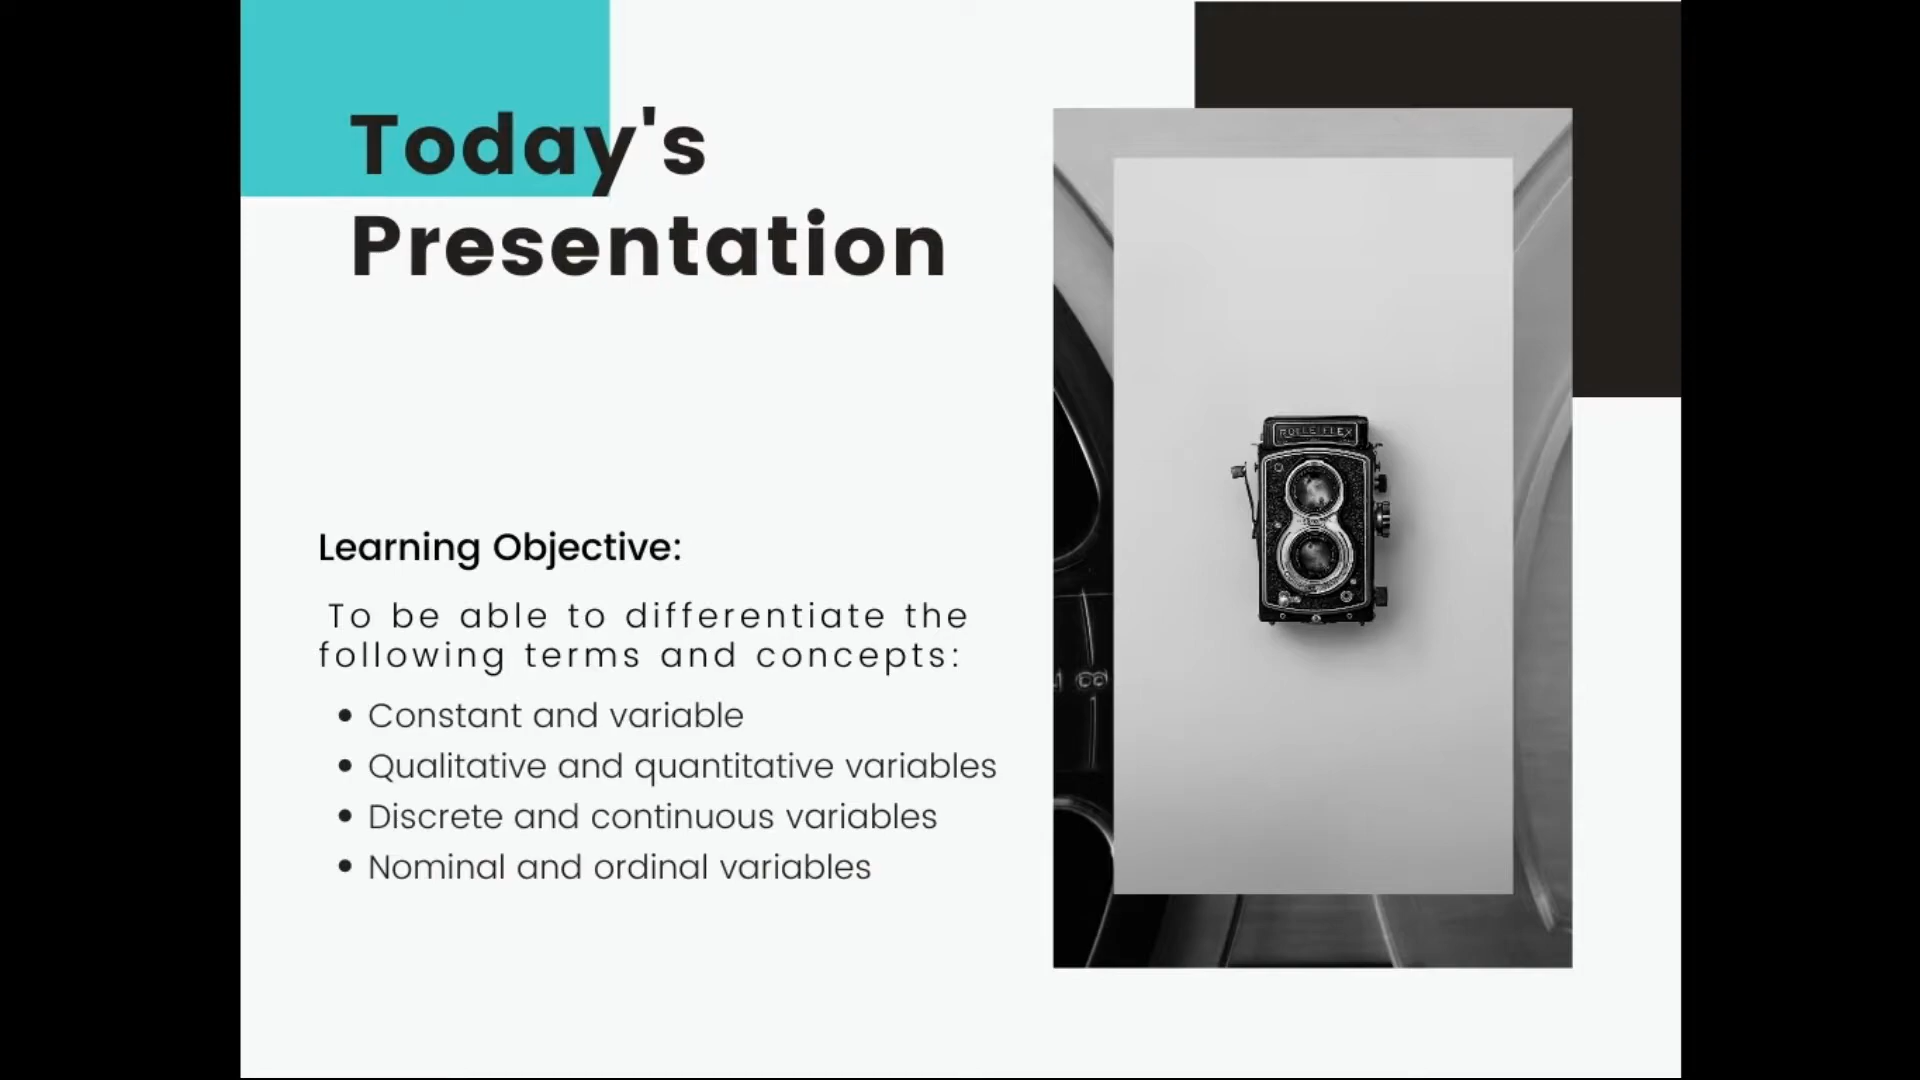 Today's
Presentation
Learning Objective:
To be able to differentiate the
following terms and concepts:
• Constant and variable
• Qualitative and quantitative variables
• Discrete and continuous variables
• Nominal and ordinal variables
ROLLEIFLEX
8